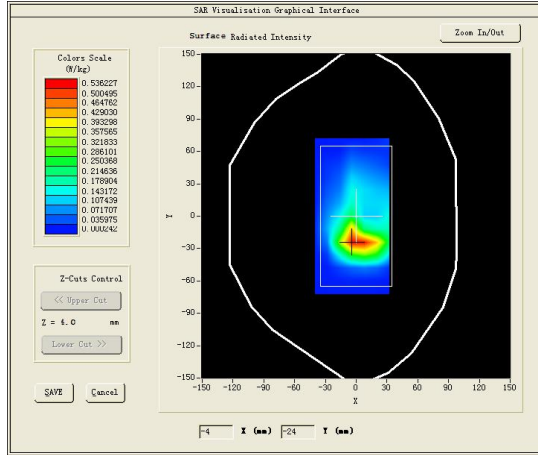 SAR Visualisation Graphical Interface
Surface Radiated Intensity
Zoom In/Out
Colors Scale
(W/kg)
0.536227
0.500495
0.464762
0.429030
0.393298
0.357565
0.321833
0.286101
0.250368
0.214636
0.178904
0.143172
0.107439
0.071707
0.035975
0.000242
150
120
90
60
30
0
-30
-60
-90
-120
-150
Y
-150 -120 -90 -60 -30 0 30 60 90 120 150
X
Z-Cuts Control
<< Upper Cut
Z = 4.0 mm
Lower Cut >>
SAVE Cancel
-4 X (mm) -24 Y (mm)